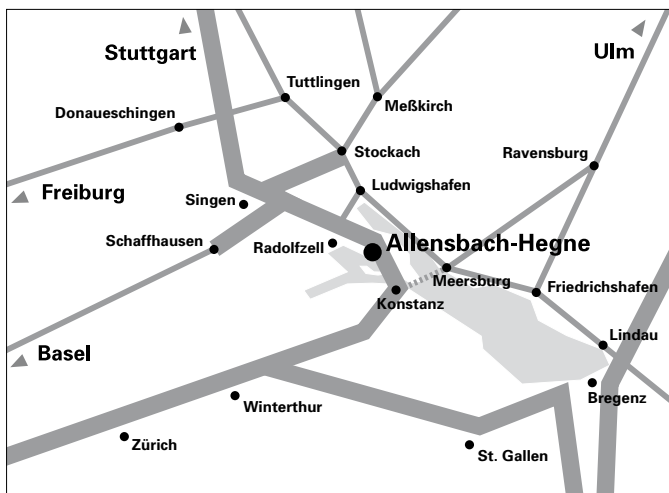 Stuttgart
Ulm
Tuttlingen
Meßkirch
Donaueschingen
Stockach
Ravensburg
Freiburg
Ludwigshafen
Singen
Schaffhausen
Radolfzell
Allensbach-Hegne
Meersburg
Konstanz
Friedrichshafen
Basel
Lindau
Bregenz
Winterthur
Zürich
St. Gallen